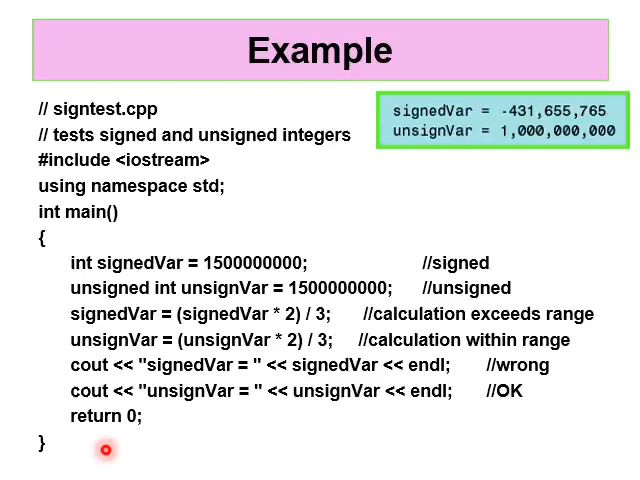 Example
signedVar = -431,655,765
unsignVar = 1,000,000,000
// signtest.cpp
// tests signed and unsigned integers
#include <iostream>
using namespace std;
int main()
{
int signedVar = 1500000000; //signed
unsigned int unsignVar = 1500000000; //unsigned
signedVar = (signedVar * 2) / 3; //calculation exceeds range
unsignVar = (unsignVar * 2) / 3; //calculation within range
cout << "signedVar = " << signedVar << endl; //wrong
cout << "unsignVar = " << unsignVar << endl; //OK
return 0;
}